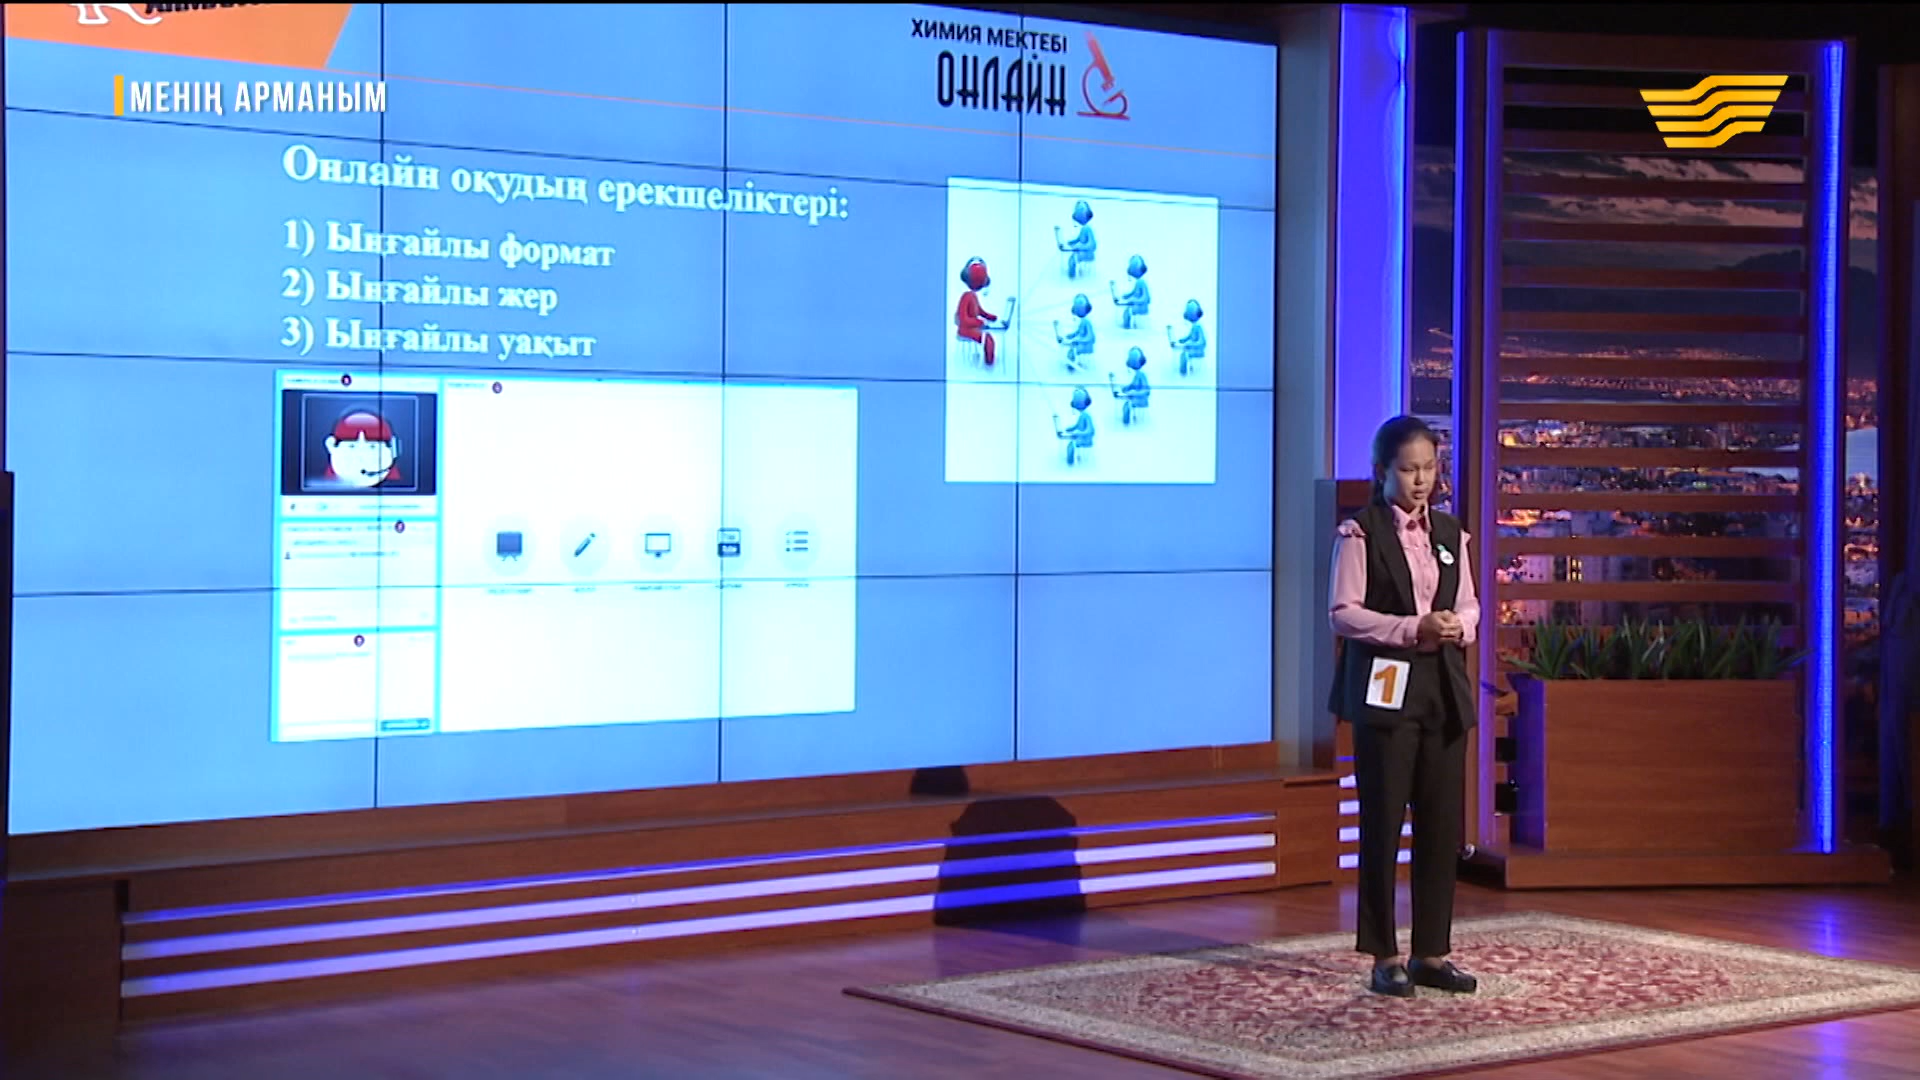 МЕНІҢ АРМАНЫМ
ХИМИЯ МЕКТЕБІ
ОНЛАЙН
Онлайн оқудың ерекшеліктері:
1) Ыңғайлы формат
2) Ыңғайлы жер
3) Ыңғайлы уақыт
1